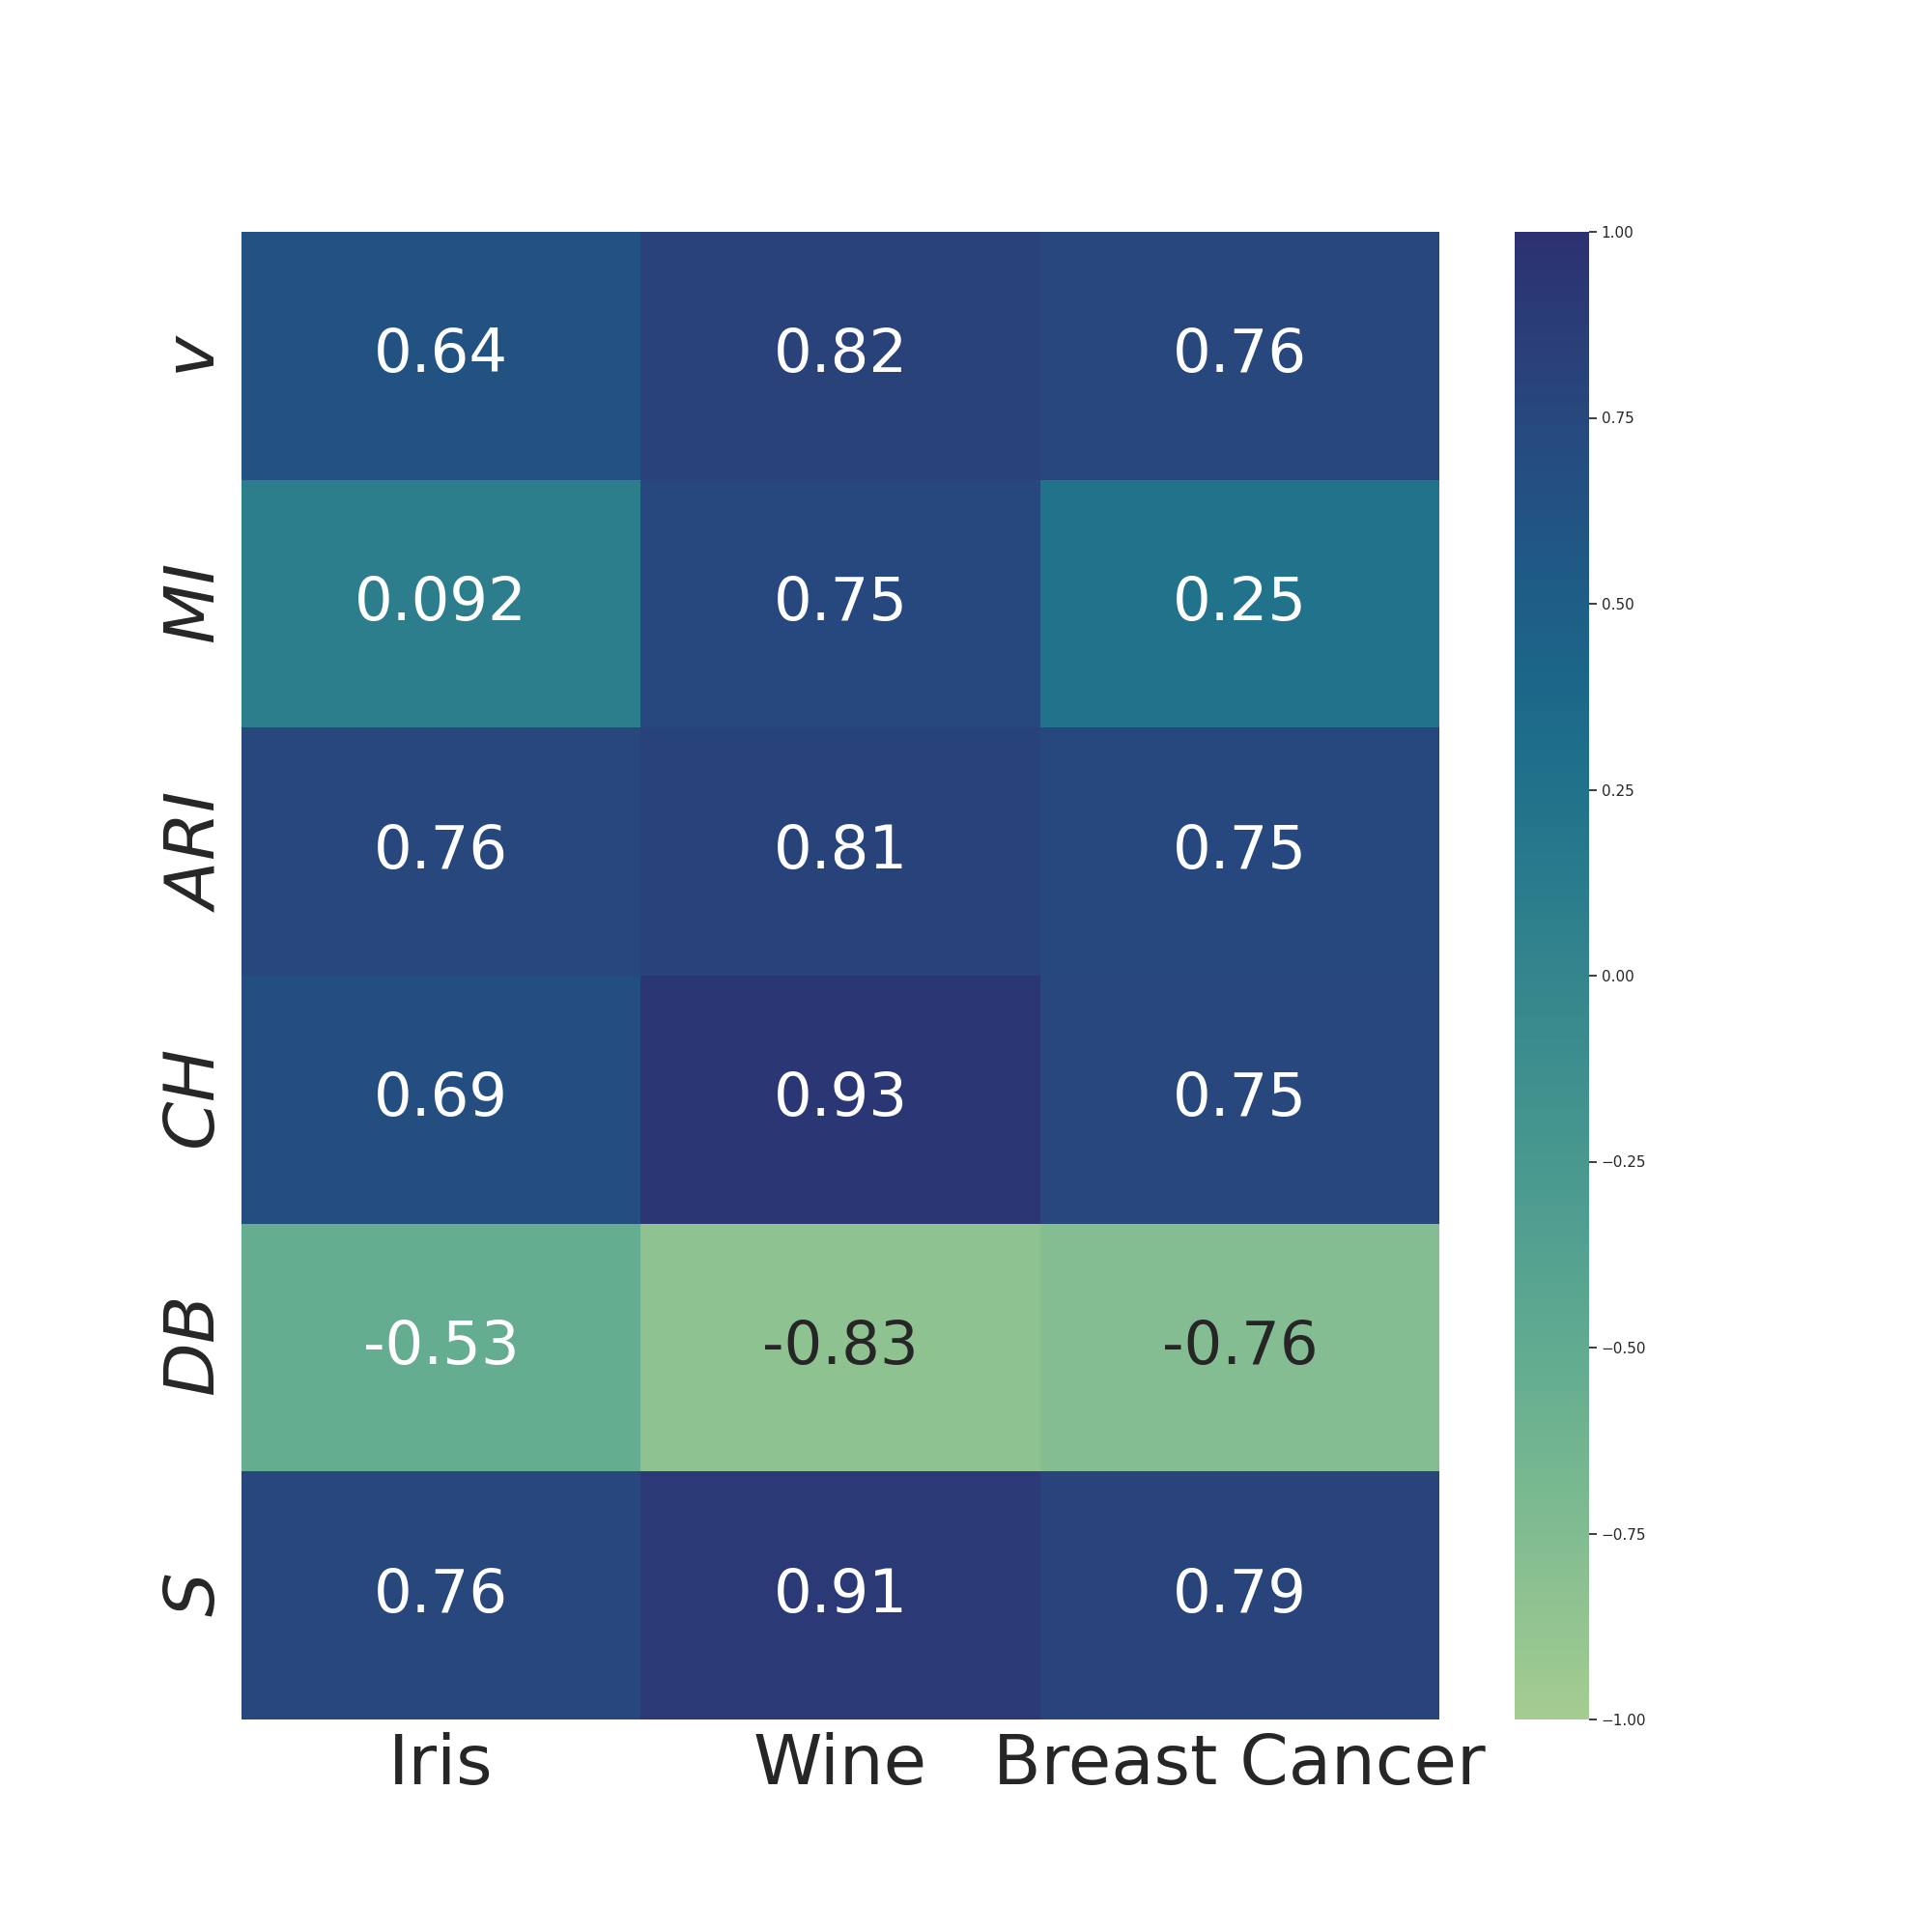 v 0.64 0.82 0.76
MI 0.092 0.75 0.25
ARI 0.76 0.81 0.75
CH 0.69 0.93 0.75
DB -0.53 -0.83 -0.76
S 0.76 0.91 0.79
Iris Wine Breast Cancer
1.00
0.75
0.50
0.25
0.00
−0.25
−0.50
−0.75
−1.00